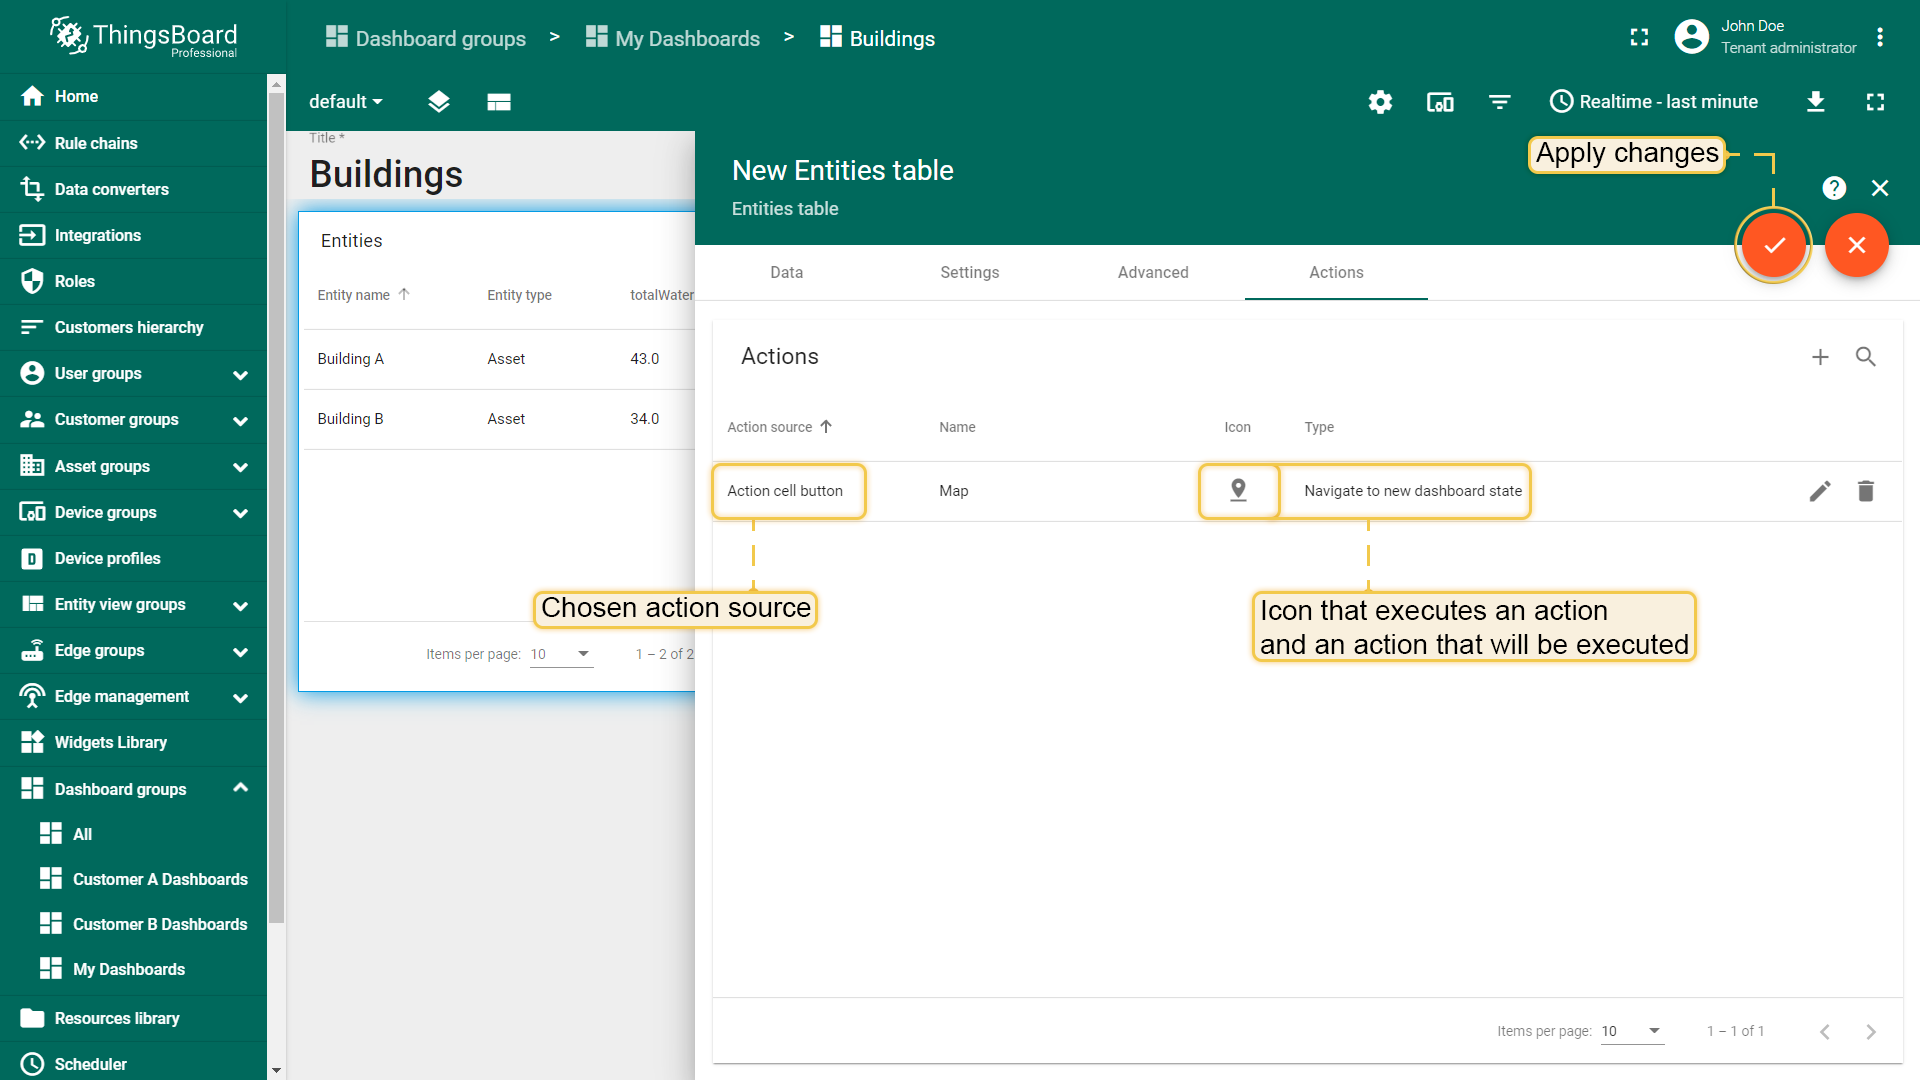 ThingsBoard
Professional
Dashboard groups > My Dashboards > Buildings
John Doe
Tenant administrator
Home
Rule chains
Data converters
Integrations
Roles
Customers hierarchy
User groups
Customer groups
Asset groups
Device groups
D
Device profiles
Entity view groups
Edge groups
Edge management
Widgets Library
Dashboard groups
All
Customer A Dashboards
Customer B Dashboards
My Dashboards
Resources library
Scheduler
default
Realtime - last minute
Title *
Buildings
Entities
Entity name Entity type totalWater
Building A Asset 43.0
Building B Asset 34.0
Items per page: 10 1 – 2 of 2
New Entities table
Entities table
Apply changes
?
Data Settings Advanced Actions
Actions
Action source Name Icon Type
Action cell button Map Navigate to new dashboard state
Chosen action source
Icon that executes an action
and an action that will be executed
Items per page: 10 1 – 1 of 1